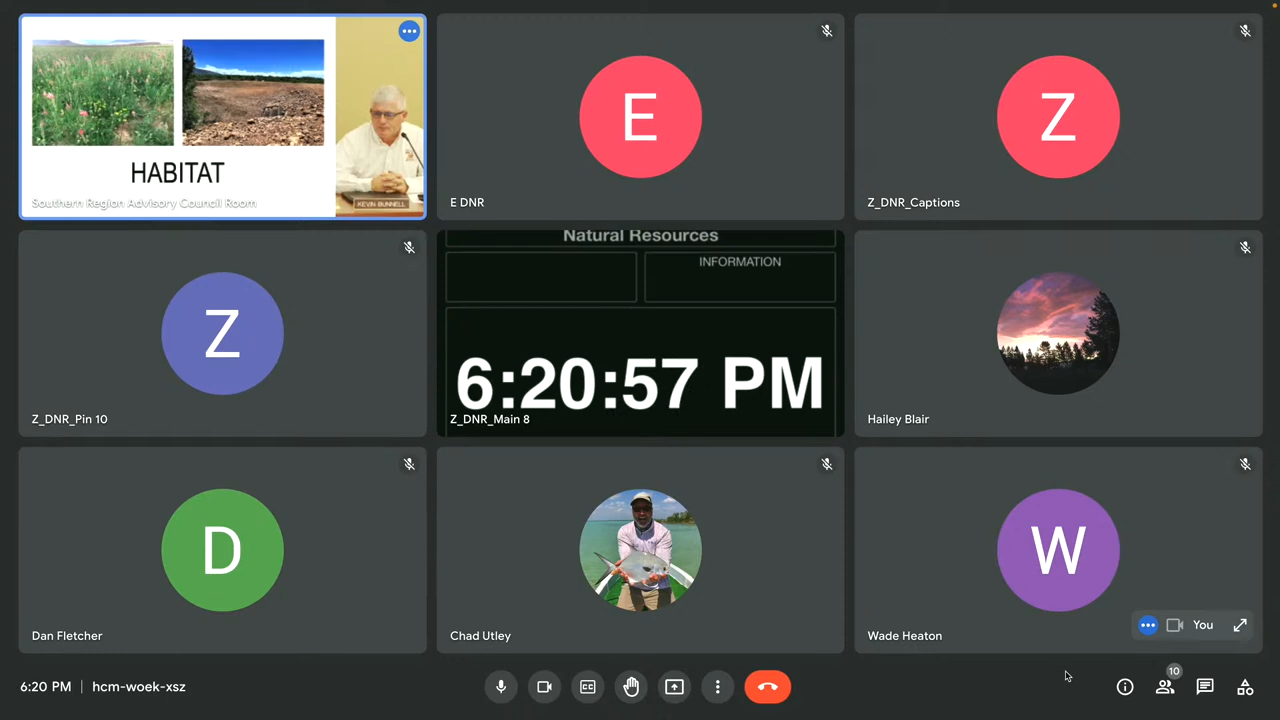 HABITAT
Southern Region Advisory Council Room
KEVIN BUNNELL
E
E DNR
Z
Z_DNR_Captions
Z
Z_DNR_Pin 10
Natural Resources
INFORMATION
6:20:57 PM
Z_DNR_Main 8
Hailey Blair
D
Dan Fletcher
Chad Utley
W
Wade Heaton
You
6:20 PM | hcm-woek-xsz
CC
10